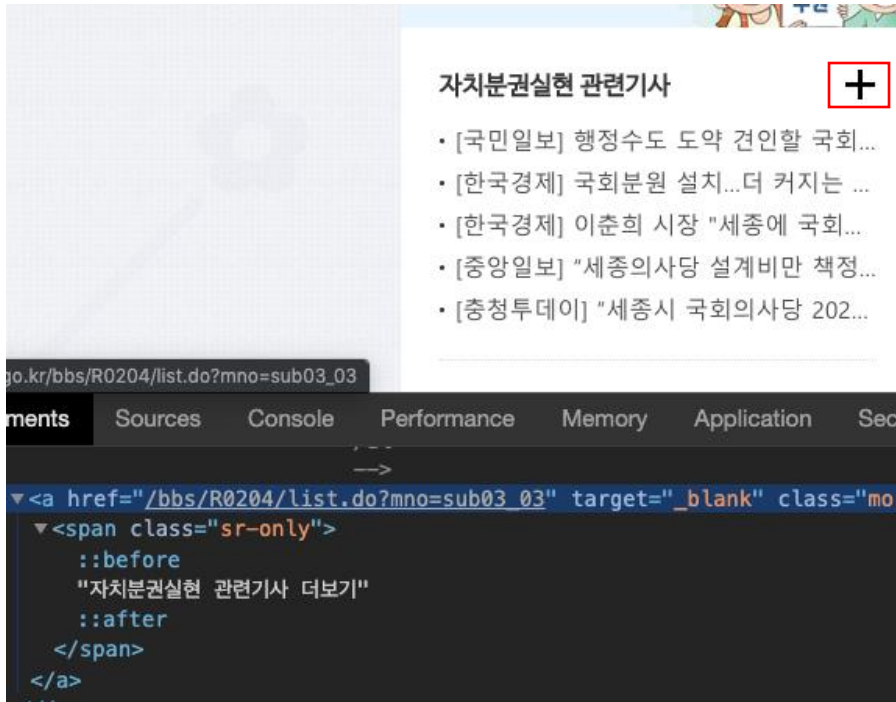 자치분권실현 관련기사
• [국민일보] 행정수도 도약 견인할 국회...
• [한국경제] 국회분원 설치...더 커지는 ...
• [한국경제] 이춘희 시장 "세종에 국회...
• [중앙일보] "세종의사당 설계비만 책정...
• [충청투데이] "세종시 국회의사당 202...
go.kr/bbs/R0204/list.do?mno=sub03_03
ments Sources Console Performance Memory Application Sec
-->
▼<a href="/bbs/R0204/list.do?mno=sub03_03" target="_blank" class="mo
▼<span class="sr-only">
::before
"자치분권실현 관련기사 더보기"
::after
</span>
</a>